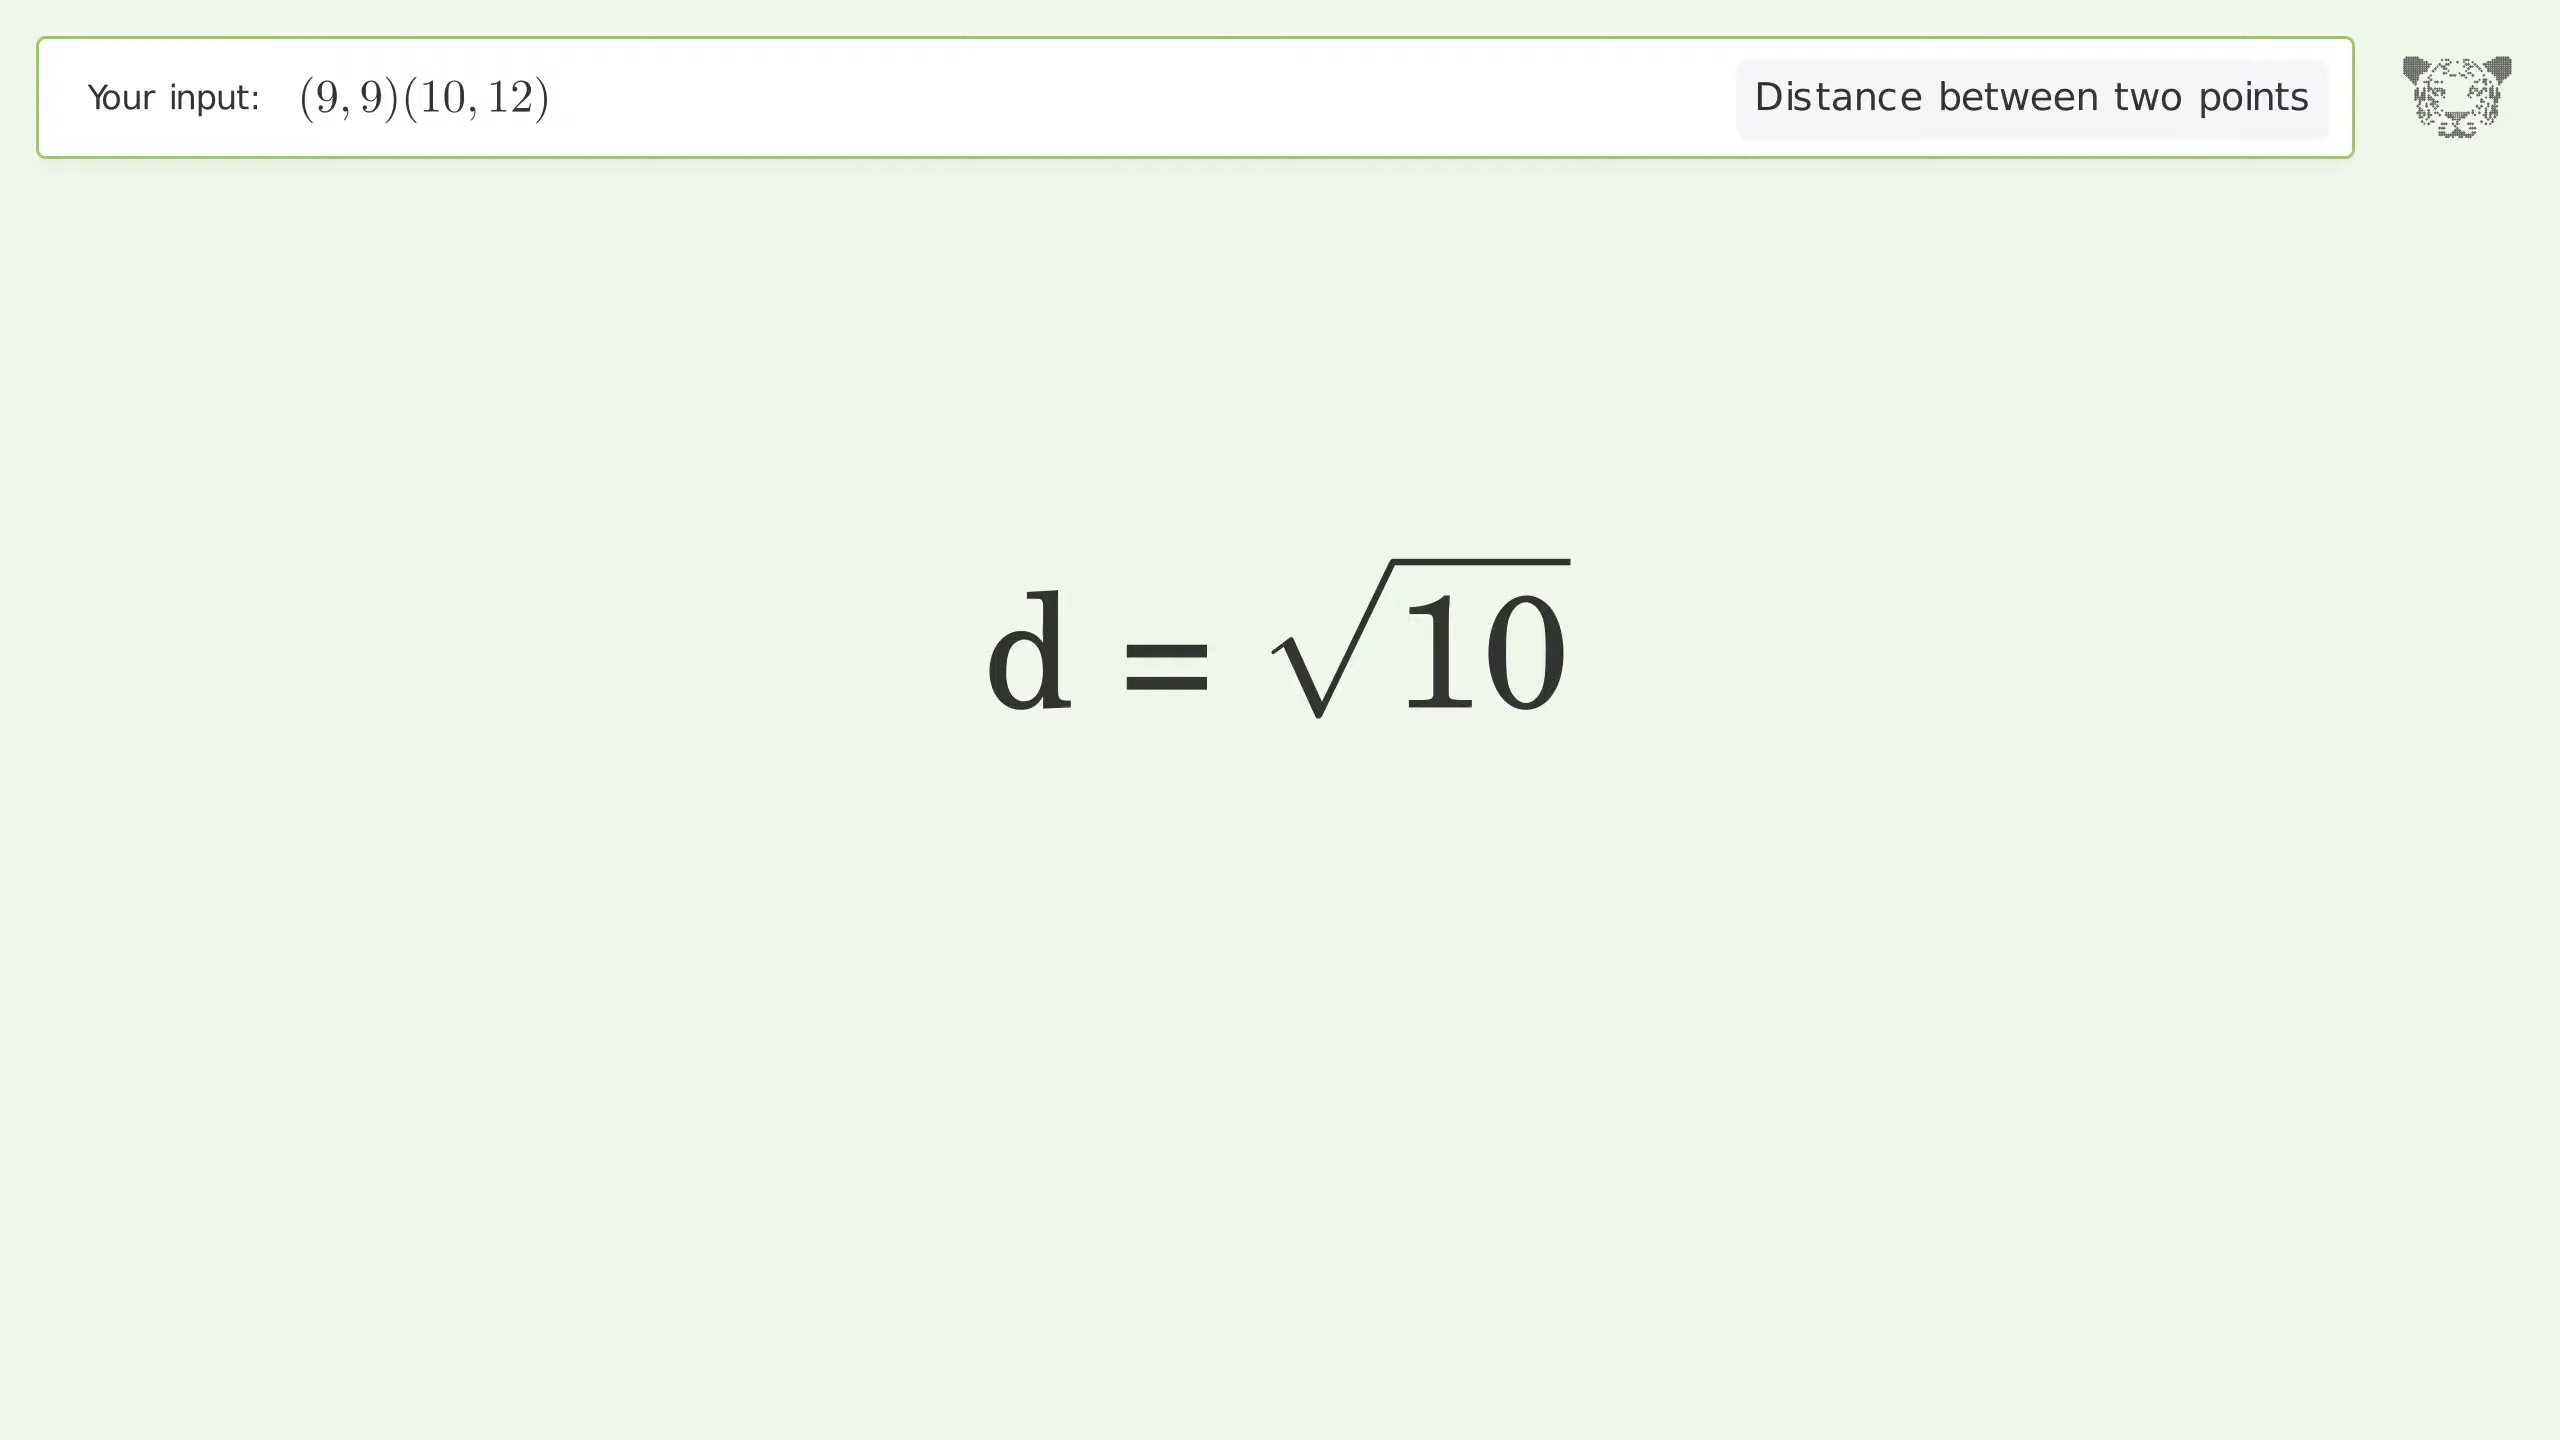 Your input: (9, 9)(10, 12) Distance between two points
d = √10